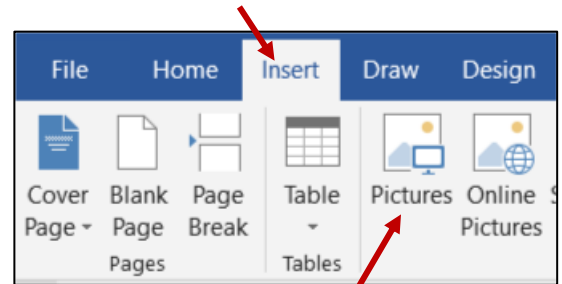 File Home Insert Draw Design
Cover Blank Page Table Pictures Online S
Page Page Break Pictures
Pages Tables